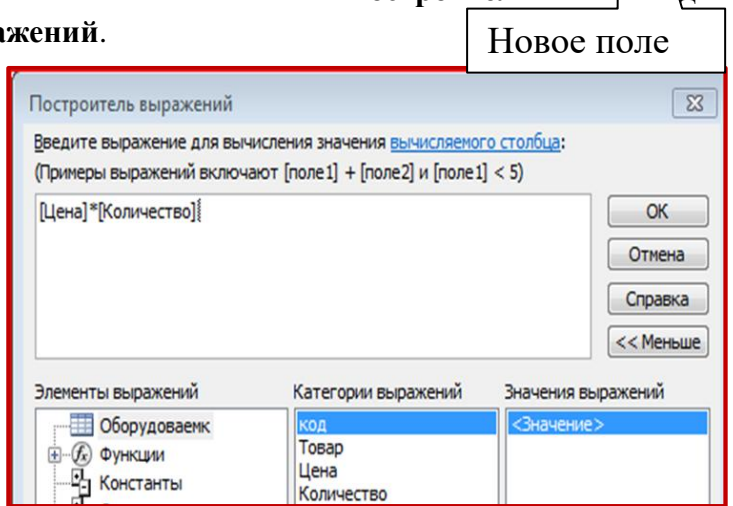 ажений.
Новое поле
Построитель выражений
Введите выражение для вычисления значения вычисляемого столбца:
(Примеры выражений включают [поле1] + [поле2] и [поле1] < 5)
[Цена]*[Количество]
ОК
Отмена
Справка
<< Меньше
Элементы выражений
Категории выражений
Значения выражений
Оборудоваемк
код
<Значение>
Функции
Товар
Константы
Цена
Количество